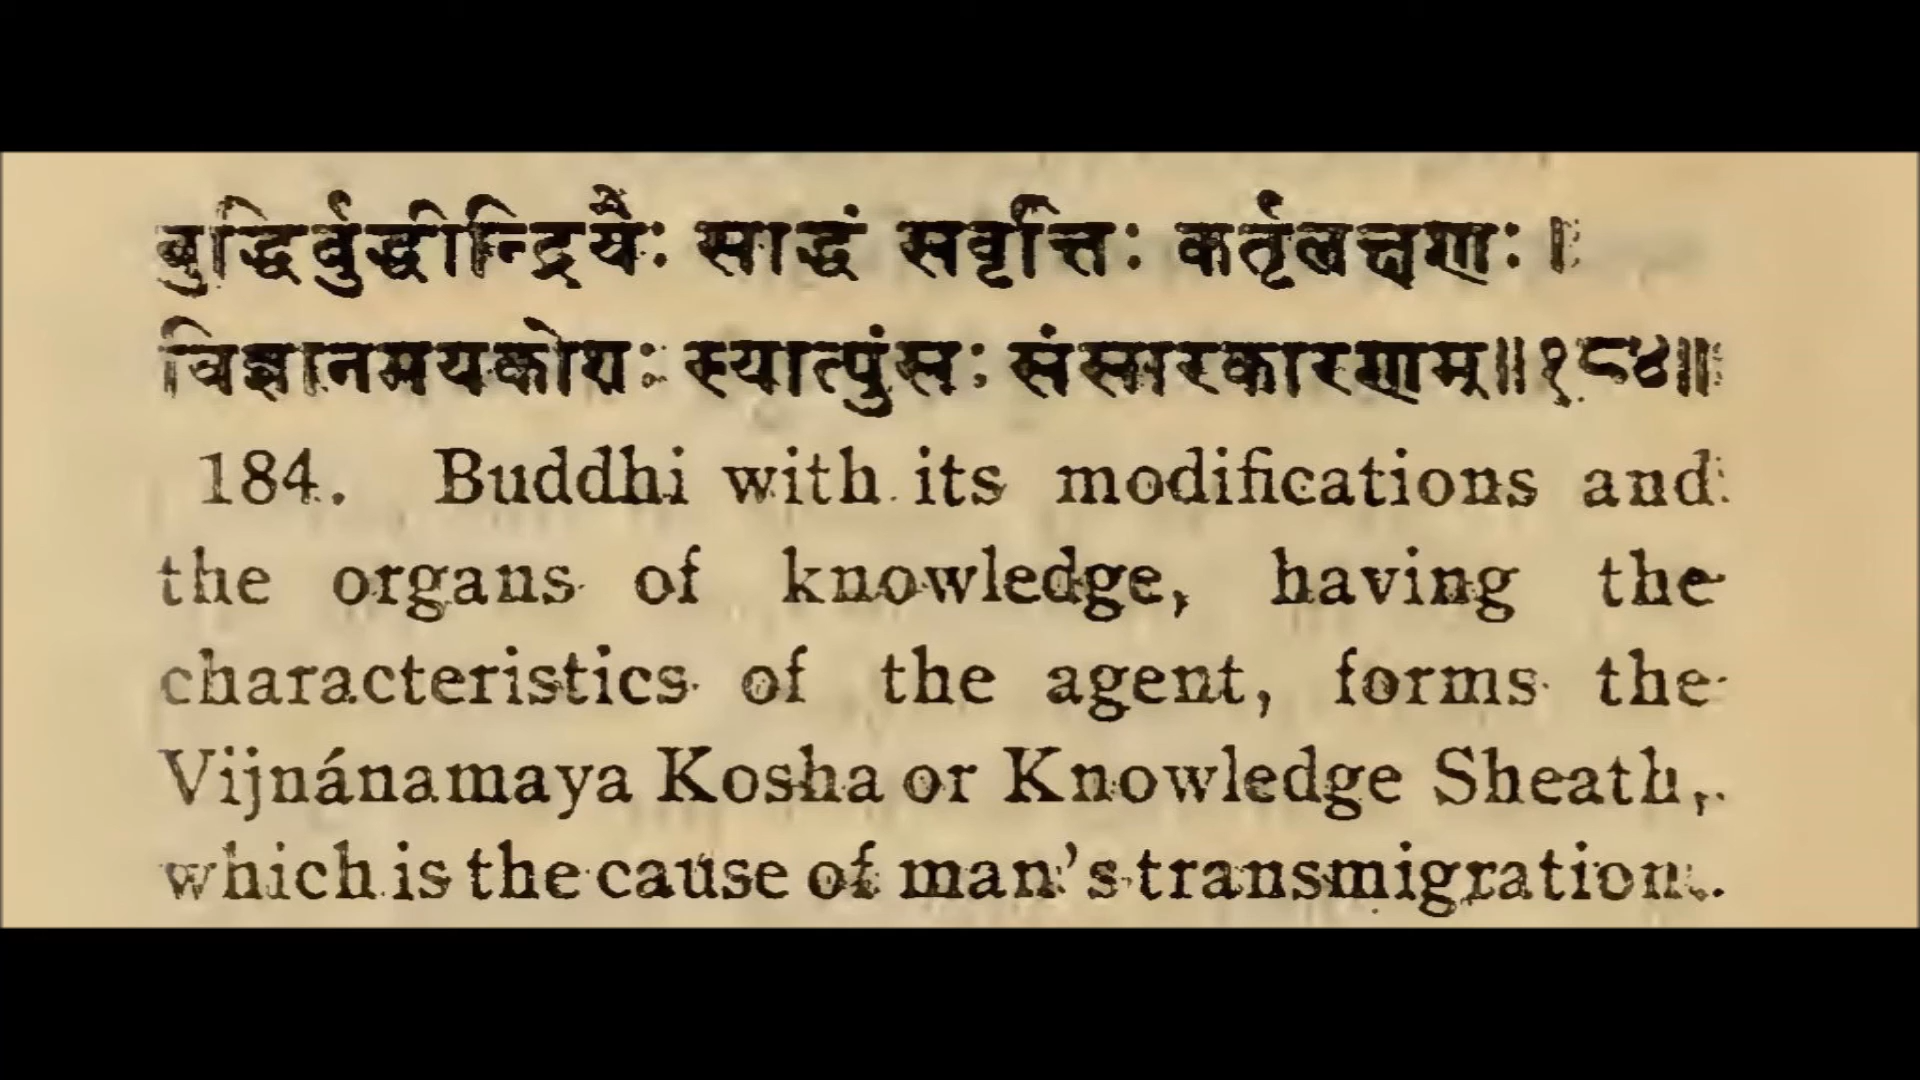 बुद्धिर्बुद्धीन्द्रियैः सार्द्धं सवृत्तिः कर्तृलक्षणः ।
विज्ञानमयकोशः स्यात्पुंसः संसारकारणम्॥१८४॥
184. Buddhi with its modifications and
the organs of knowledge, having the
characteristics of the agent, forms the
Vijnánamaya Kosha or Knowledge Sheath,
which is the cause of man's transmigration.